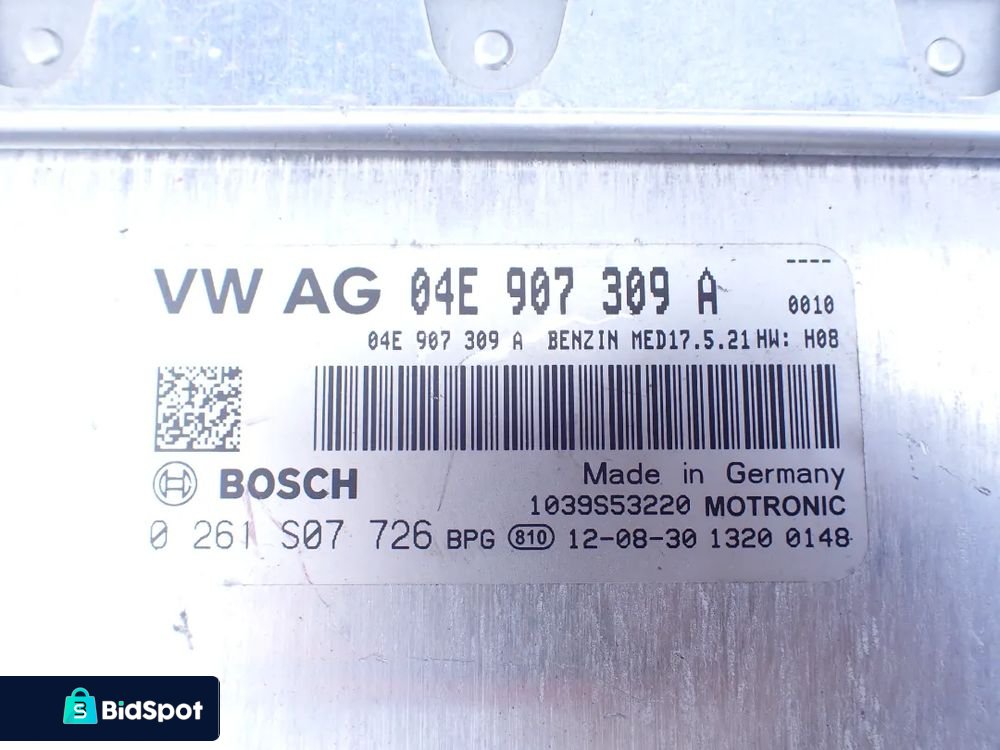 ----
VW AG 04E 907 309 A 0010
04E 907 309 A BENZIN MED17.5.21 HW: H08
BOSCH Made in Germany
1039S53220 MOTRONIC
0 261 S07 726 BPG 810 12-08-30 1320 0148
BidSpot